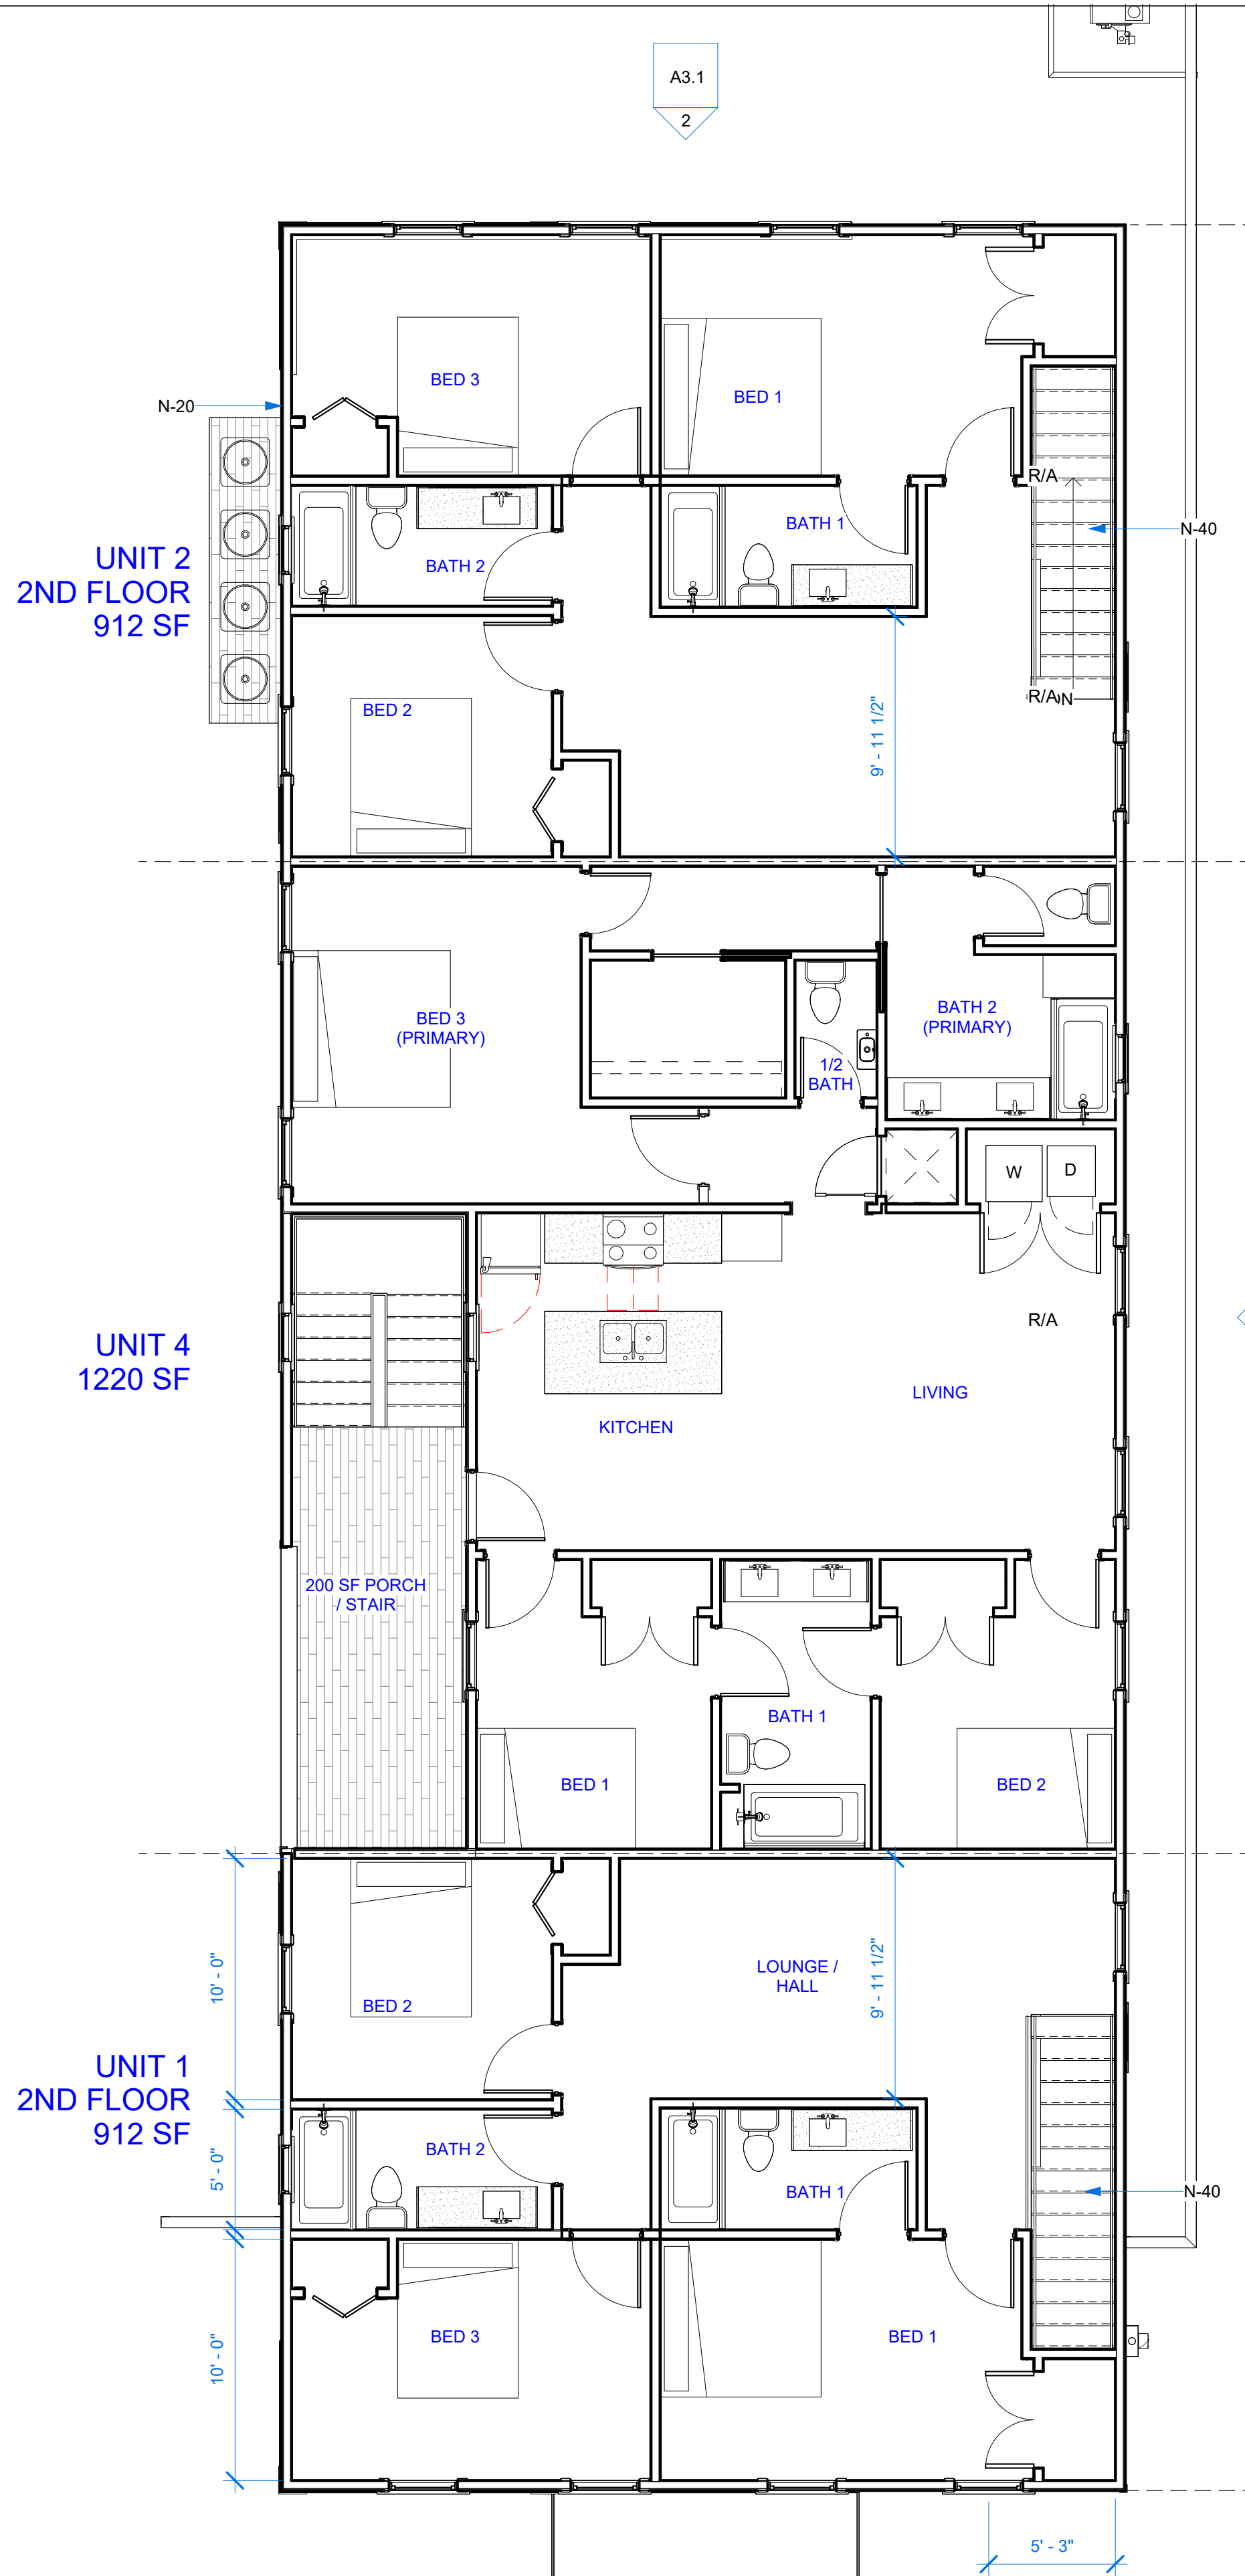 A3.1
2
BED 3
BED 1
N-20
R/A
BATH 1
N-40
UNIT 2
2ND FLOOR
912 SF
BATH 2
BED 2
R/A
9' - 11 1/2"
BED 3
(PRIMARY)
BATH 2
(PRIMARY)
1/2
BATH
W
D
UNIT 4
1220 SF
R/A
LIVING
KITCHEN
200 SF PORCH
/ STAIR
BATH 1
BED 1
BED 2
10' - 0"
LOUNGE /
HALL
9' - 11 1/2"
BED 2
UNIT 1
2ND FLOOR
912 SF
BATH 2
5' - 0"
BATH 1
N-40
10' - 0"
BED 3
BED 1
5' - 3"